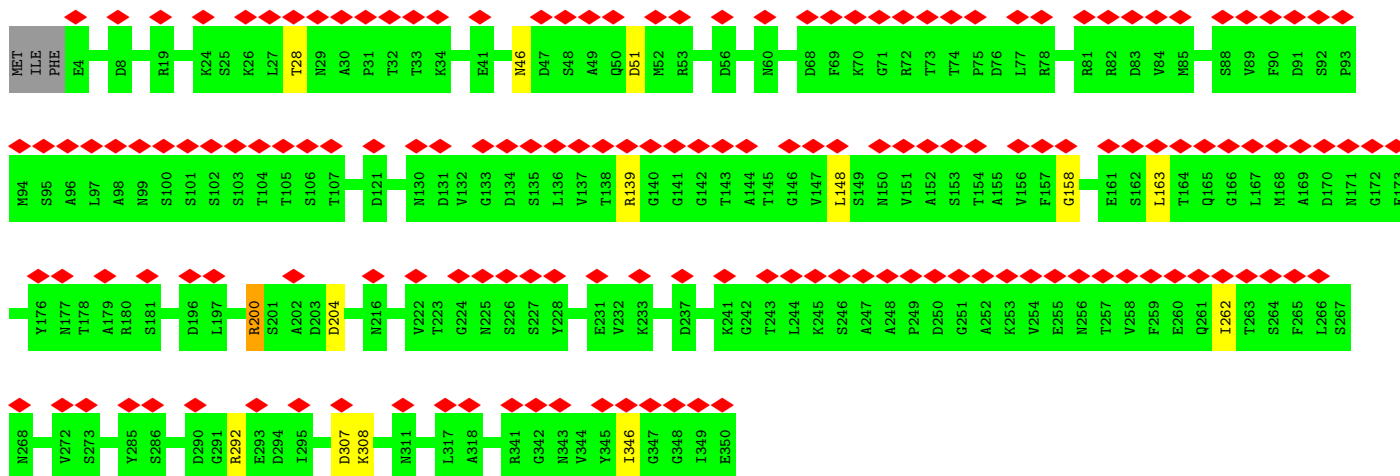 MET ILE PHE E4 D8 R19 K24 S25 K26 L27 T28 N29 A30 P31 T32 T33 K34 E41 N46 D47 S48 A49 Q50 D51 M52 R53 D56 N60 D68 F69 K70 G71 R72 T73 T74 P75 D76 L77 R78 R81 R82 D83 V84 M85 S88 V89 F90 D91 S92 P93
M94 S95 A96 L97 A98 N99 S100 S101 S102 S103 T104 T105 S106 T107 D121 N130 D131 V132 G133 D134 S135 L136 V137 T138 R139 G140 G141 G142 T143 A144 T145 G146 V147 L148 S149 N150 V151 A152 S153 T154 A155 V156 F157 G158 E161 S162 L163 T164 Q165 G166 L167 M168 A169 D170 N171 G172 E173
Y176 N177 T178 A179 R180 S181 D196 L197 R200 S201 A202 D203 D204 N216 V222 T223 G224 N225 S226 S227 Y228 E231 V232 K233 D237 K241 G242 T243 L244 K245 S246 A247 A248 P249 D250 G251 A252 K253 V254 E255 N256 T257 V258 F259 E260 Q261 I262 T263 S264 F265 L266 S267
N268 V272 S273 Y285 S286 D290 G291 R292 E293 D294 I295 D307 K308 N311 L317 A318 R341 G342 N343 V344 Y345 I346 G347 G348 I349 E350